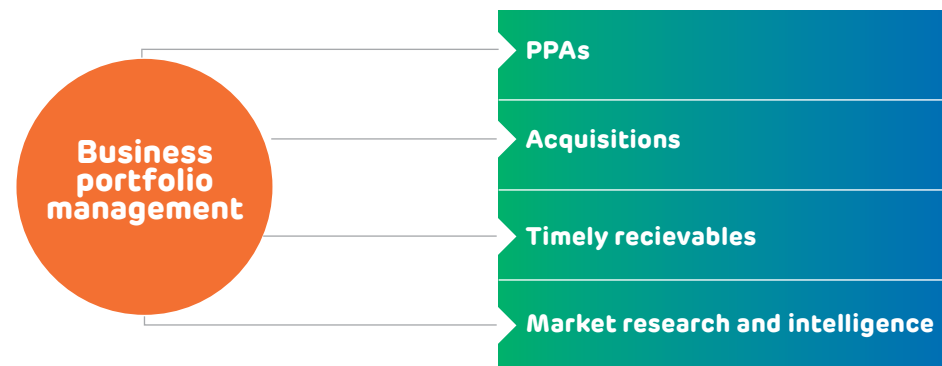 Business
portfolio
management
PPAs
Acquisitions
Timely recievables
Market research and intelligence